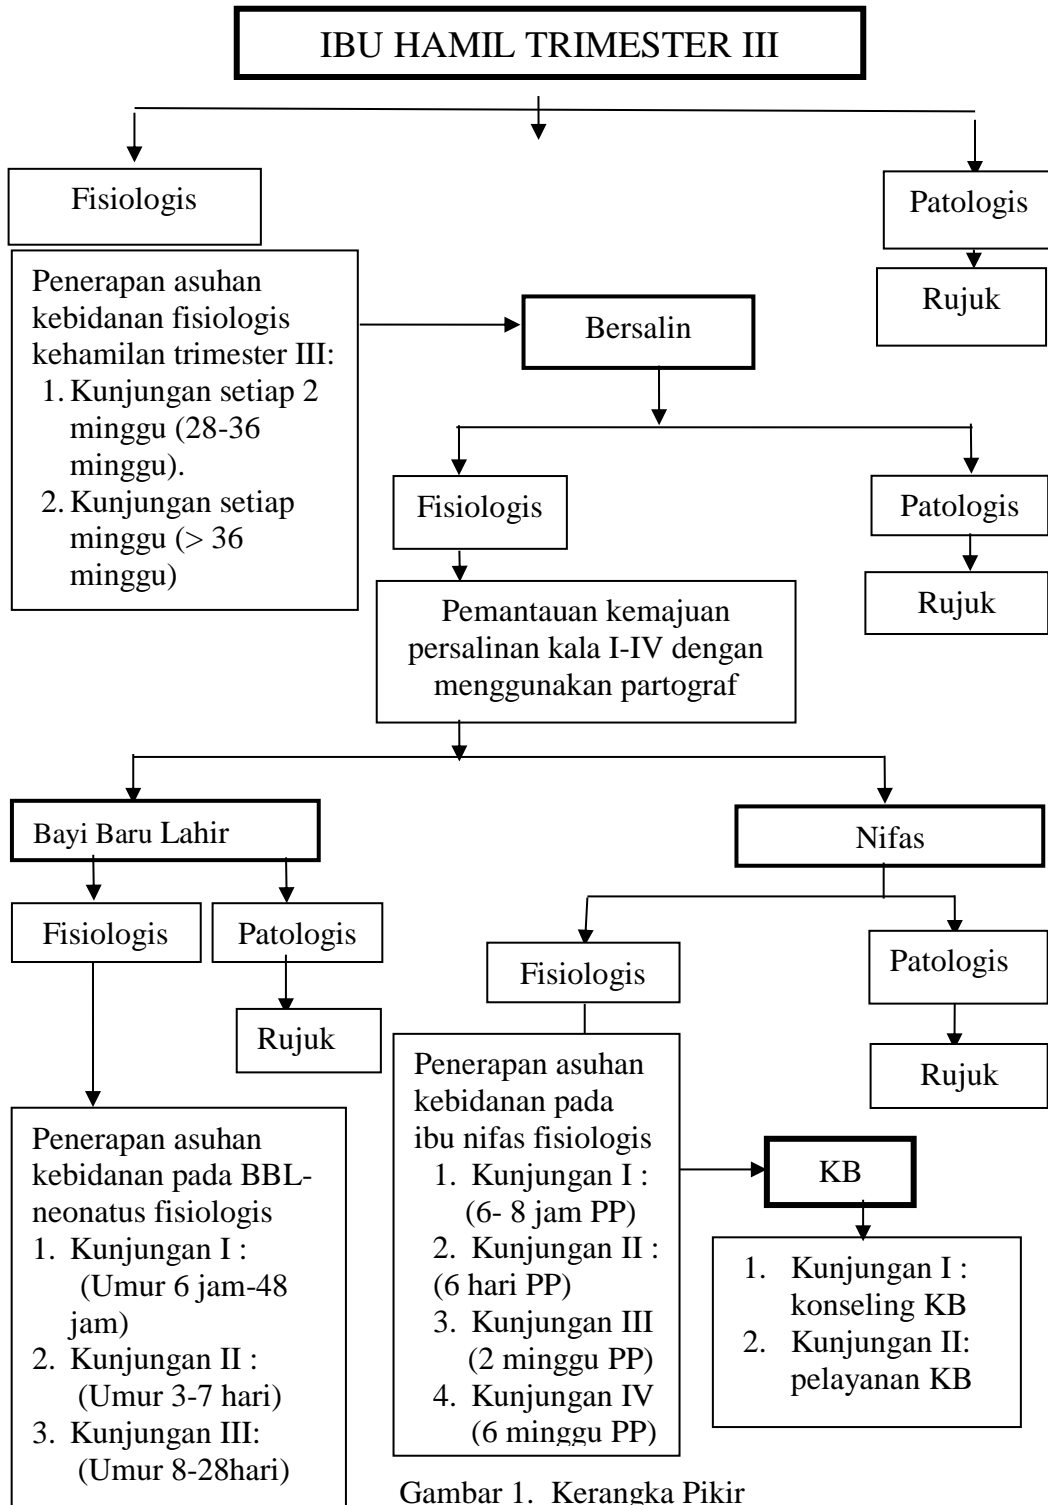 IBU HAMIL TRIMESTER III
Fisiologis
Patologis
Penerapan asuhan
kebidanan fisiologis
kehamilan trimester III:
1. Kunjungan setiap 2
minggu (28-36
minggu).
2. Kunjungan setiap
minggu (> 36
minggu)
Rujuk
Bersalin
Fisiologis
Patologis
Rujuk
Pemantauan kemajuan
persalinan kala I-IV dengan
menggunakan partograf
Bayi Baru Lahir
Nifas
Fisiologis
Patologis
Rujuk
Fisiologis
Patologis
Rujuk
Penerapan asuhan
kebidanan pada BBL-
neonatus fisiologis
1. Kunjungan I :
(Umur 6 jam-48
jam)
2. Kunjungan II :
(Umur 3-7 hari)
3. Kunjungan III:
(Umur 8-28hari)
Penerapan asuhan
kebidanan pada
ibu nifas fisiologis
1. Kunjungan I :
(6- 8 jam PP)
2. Kunjungan II :
(6 hari PP)
3. Kunjungan III
(2 minggu PP)
4. Kunjungan IV
(6 minggu PP)
KB
1. Kunjungan I :
konseling KB
2. Kunjungan II:
pelayanan KB
Gambar 1. Kerangka Pikir